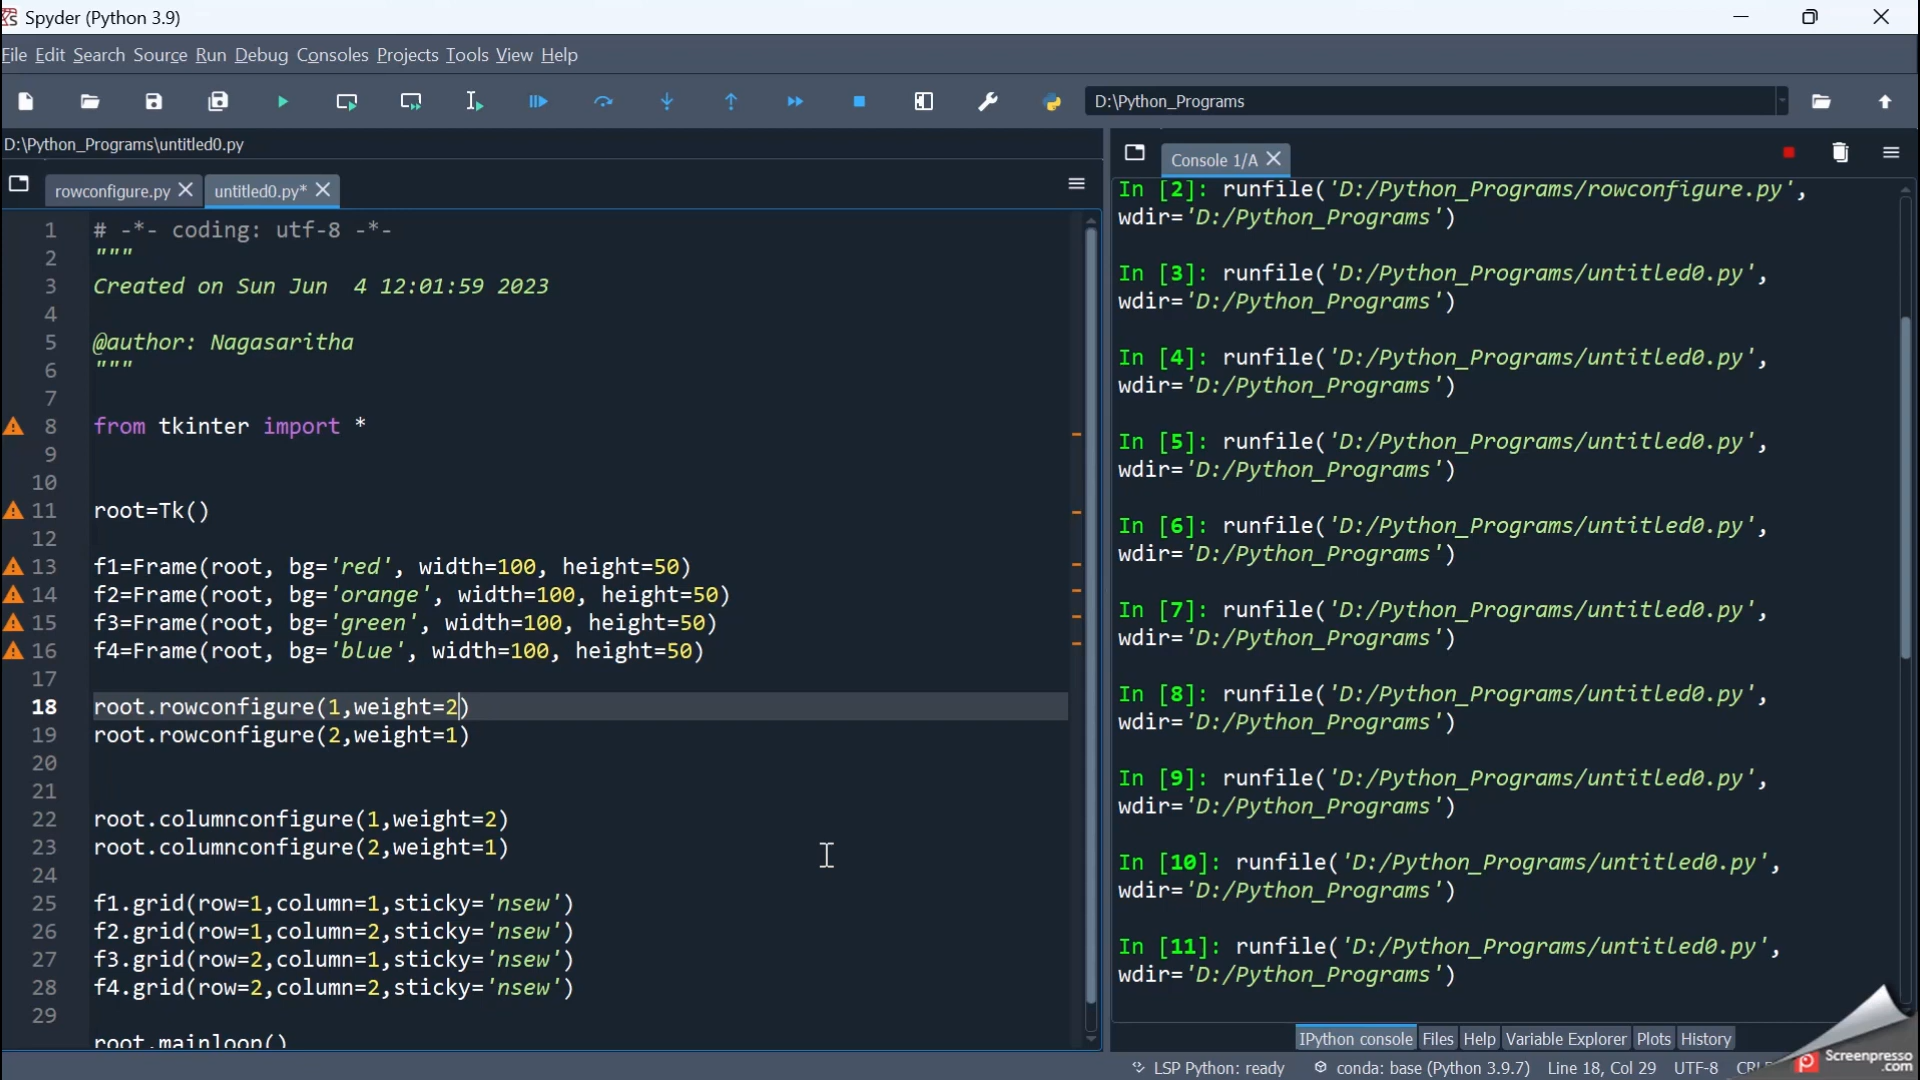 Spyder (Python 3.9)
File Edit Search Source Run Debug Consoles Projects Tools View Help
D:\Python_Programs
D:\Python_Programs\untitled0.py
rowconfigure.py
untitled0.py*
1 # -*- coding: utf-8 -*-
2 """
3 Created on Sun Jun  4 12:01:59 2023
4
5 @author: Nagasaritha
6 """
7
8 from tkinter import *
9
10
11 root=Tk()
12
13 f1=Frame(root, bg='red', width=100, height=50)
14 f2=Frame(root, bg='orange', width=100, height=50)
15 f3=Frame(root, bg='green', width=100, height=50)
16 f4=Frame(root, bg='blue', width=100, height=50)
17
18 root.rowconfigure(1,weight=2)
19 root.rowconfigure(2,weight=1)
20
21
22 root.columnconfigure(1,weight=2)
23 root.columnconfigure(2,weight=1)
24
25 f1.grid(row=1,column=1,sticky='nsew')
26 f2.grid(row=1,column=2,sticky='nsew')
27 f3.grid(row=2,column=1,sticky='nsew')
28 f4.grid(row=2,column=2,sticky='nsew')
29
root.mainloop()
Console 1/A
In [2]: runfile('D:/Python_Programs/rowconfigure.py',
wdir='D:/Python_Programs')
In [3]: runfile('D:/Python_Programs/untitled0.py',
wdir='D:/Python_Programs')
In [4]: runfile('D:/Python_Programs/untitled0.py',
wdir='D:/Python_Programs')
In [5]: runfile('D:/Python_Programs/untitled0.py',
wdir='D:/Python_Programs')
In [6]: runfile('D:/Python_Programs/untitled0.py',
wdir='D:/Python_Programs')
In [7]: runfile('D:/Python_Programs/untitled0.py',
wdir='D:/Python_Programs')
In [8]: runfile('D:/Python_Programs/untitled0.py',
wdir='D:/Python_Programs')
In [9]: runfile('D:/Python_Programs/untitled0.py',
wdir='D:/Python_Programs')
In [10]: runfile('D:/Python_Programs/untitled0.py',
wdir='D:/Python_Programs')
In [11]: runfile('D:/Python_Programs/untitled0.py',
wdir='D:/Python_Programs')
IPython console Files Help Variable Explorer Plots History
LSP Python: ready conda: base (Python 3.9.7) Line 18, Col 29 UTF-8
Screenpresso
.com